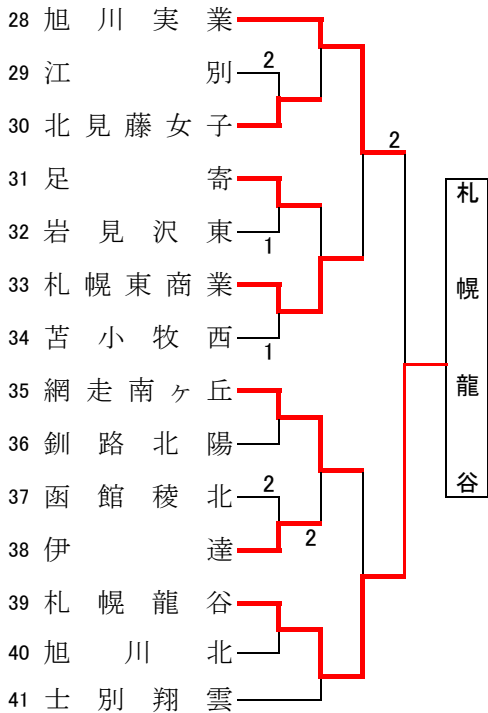 28 旭川実業
29 江別 2
30 北見藤女子
31 足寄
32 岩見沢東 1
33 札幌東商業
34 苫小牧西 1
35 網走南ヶ丘
36 釧路北陽
37 函館稜北 2
38 伊達 2
39 札幌龍谷
40 旭川北
41 士別翔雲
2
札幌龍谷